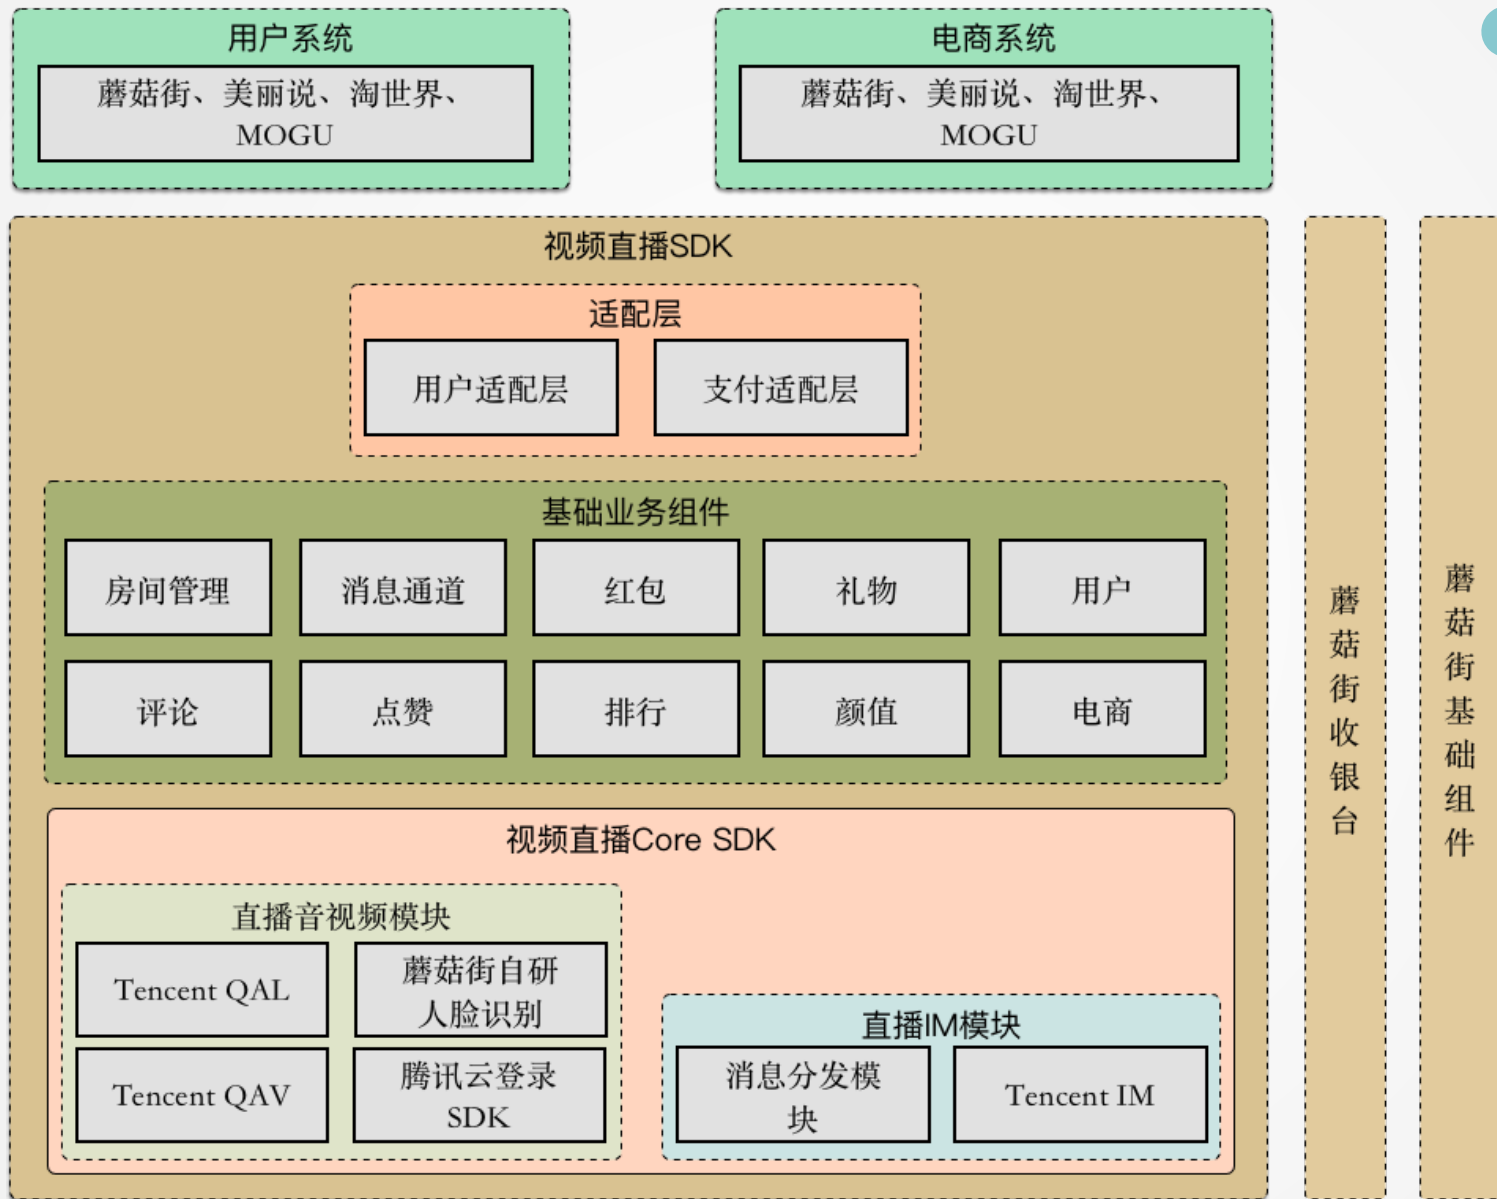 用户系统
蘑菇街、美丽说、淘世界、
MOGU
电商系统
蘑菇街、美丽说、淘世界、
MOGU
视频直播SDK
适配层
用户适配层
支付适配层
基础业务组件
房间管理
消息通道
红包
礼物
用户
评论
点赞
排行
颜值
电商
视频直播Core SDK
直播音视频模块
Tencent QAL
蘑菇街自研
人脸识别
Tencent QAV
腾讯云登录
SDK
直播IM模块
消息分发模
块
Tencent IM
蘑菇街收银台
蘑菇街基础组件